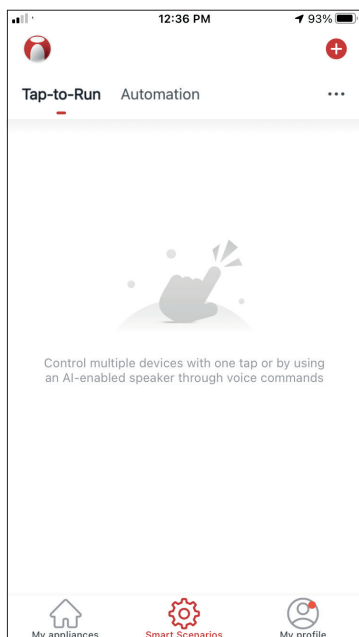 12:36 PM
93%
Tap-to-Run
Automation
Control multiple devices with one tap or by using
an AI-enabled speaker through voice commands
My appliances
Smart Scenarios
My profile